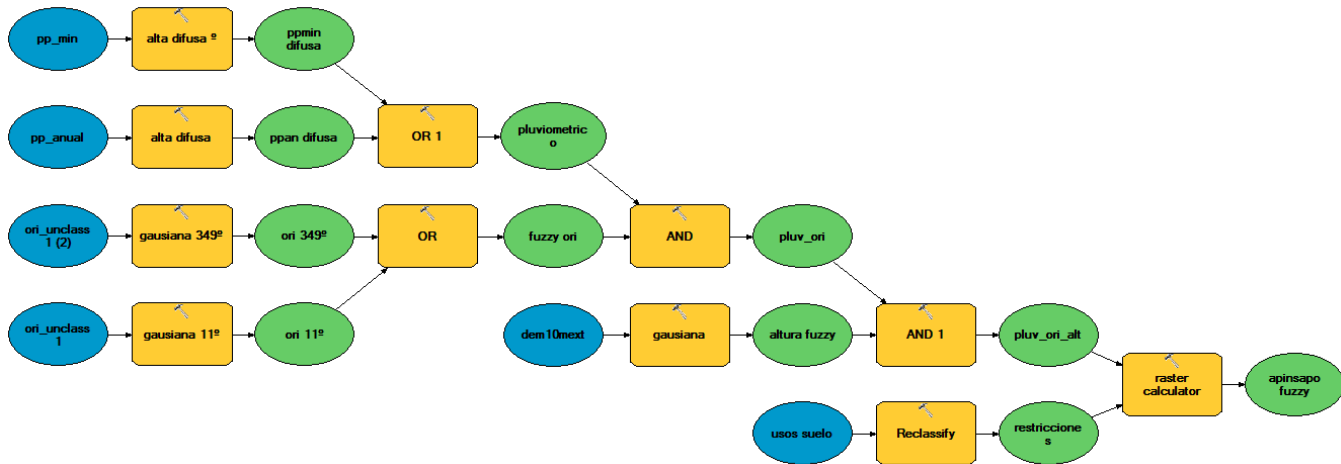 pp_min
alta difusa º
ppmin
difusa
pp_anual
alta difusa
ppan difusa
OR 1
pluviometric
o
ori_unclass
1 (2)
gausiana 349º
ori 349º
OR
fuzzy ori
AND
pluv_ori
ori_unclass
1
gausiana 11º
ori 11º
dem10mext
gausiana
altura fuzzy
AND 1
pluv_ori_alt
raster
calculator
apinsapo
fuzzy
usos suelo
Reclassify
restriccione
s